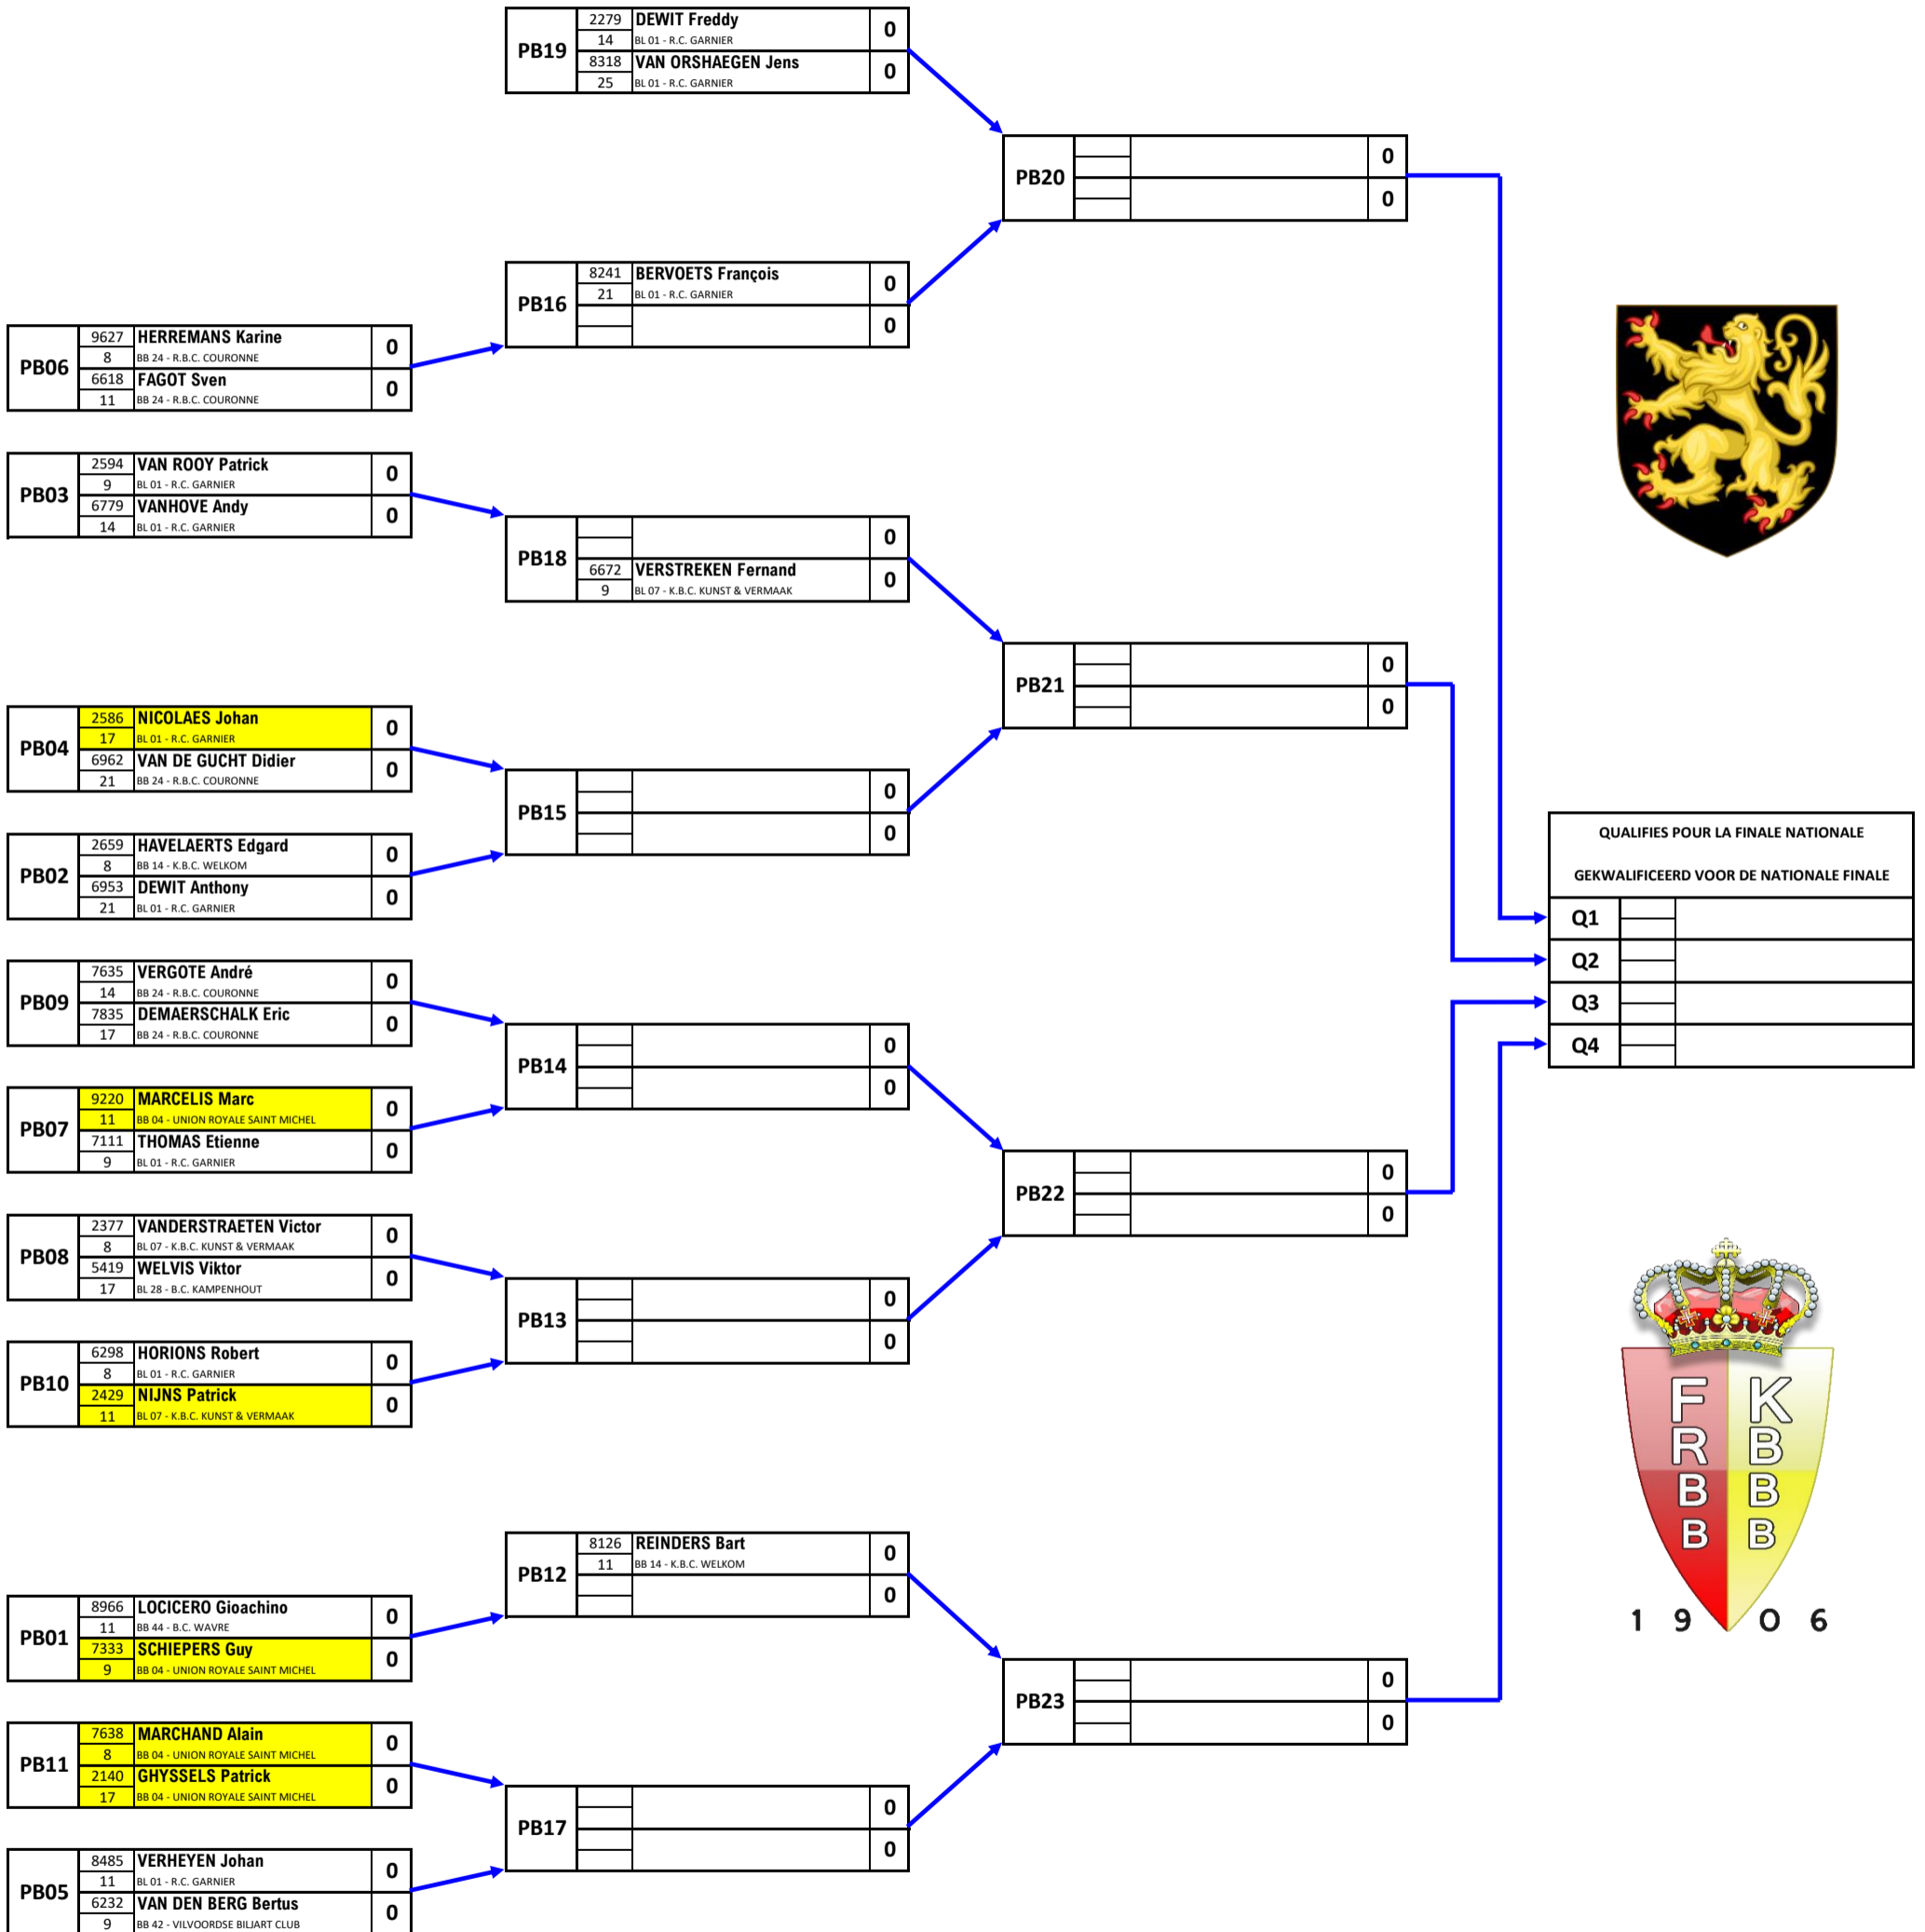 PB19
2279 DEWIT Freddy 0
14 BL 01 - R.C. GARNIER
8318 VAN ORSHAEGEN Jens 0
25 BL 01 - R.C. GARNIER
PB20
0
0
PB16
8241 BERVOETS François 0
21 BL 01 - R.C. GARNIER
0
PB06
9627 HERREMANS Karine 0
8 BB 24 - R.B.C. COURONNE
6618 FAGOT Sven 0
11 BB 24 - R.B.C. COURONNE
PB03
2594 VAN ROOY Patrick 0
9 BL 01 - R.C. GARNIER
6779 VANHOVE Andy 0
14 BL 01 - R.C. GARNIER
PB18
0
6672 VERSTREKEN Fernand 0
9 BL 07 - K.B.C. KUNST & VERMAAK
PB21
0
0
PB04
2586 NICOLAES Johan 0
17 BL 01 - R.C. GARNIER
6962 VAN DE GUCHT Didier 0
21 BB 24 - R.B.C. COURONNE
PB15
0
0
PB02
2659 HAVELAERTS Edgard 0
8 BB 14 - K.B.C. WELKOM
6953 DEWIT Anthony 0
21 BL 01 - R.C. GARNIER
QUALIFIES POUR LA FINALE NATIONALE
GEKWALIFICEERD VOOR DE NATIONALE FINALE
Q1
Q2
Q3
Q4
PB09
7635 VERGOTE André 0
14 BB 24 - R.B.C. COURONNE
7835 DEMAERSCHALK Eric 0
17 BB 24 - R.B.C. COURONNE
PB14
0
0
PB07
9220 MARCELIS Marc 0
11 BB 04 - UNION ROYALE SAINT MICHEL
7111 THOMAS Etienne 0
9 BL 01 - R.C. GARNIER
PB22
0
0
PB08
2377 VANDERSTRAETEN Victor 0
8 BL 07 - K.B.C. KUNST & VERMAAK
5419 WELVIS Viktor 0
17 BL 28 - B.C. KAMPENHOUT
PB13
0
0
PB10
6298 HORIONS Robert 0
8 BL 01 - R.C. GARNIER
2429 NIJNS Patrick 0
11 BL 07 - K.B.C. KUNST & VERMAAK
F K
R B
B B
B B
1 9 0 6
PB12
8126 REINDERS Bart 0
11 BB 14 - K.B.C. WELKOM
0
PB01
8966 LOCICERO Gioachino 0
11 BB 44 - B.C. WAVRE
7333 SCHIEPERS Guy 0
9 BB 04 - UNION ROYALE SAINT MICHEL
PB23
0
0
PB11
7638 MARCHAND Alain 0
8 BB 04 - UNION ROYALE SAINT MICHEL
2140 GHYSSELS Patrick 0
17 BB 04 - UNION ROYALE SAINT MICHEL
PB17
0
0
PB05
8485 VERHEYEN Johan 0
11 BL 01 - R.C. GARNIER
6232 VAN DEN BERG Bertus 0
9 BB 42 - VILVOORDSE BILJART CLUB